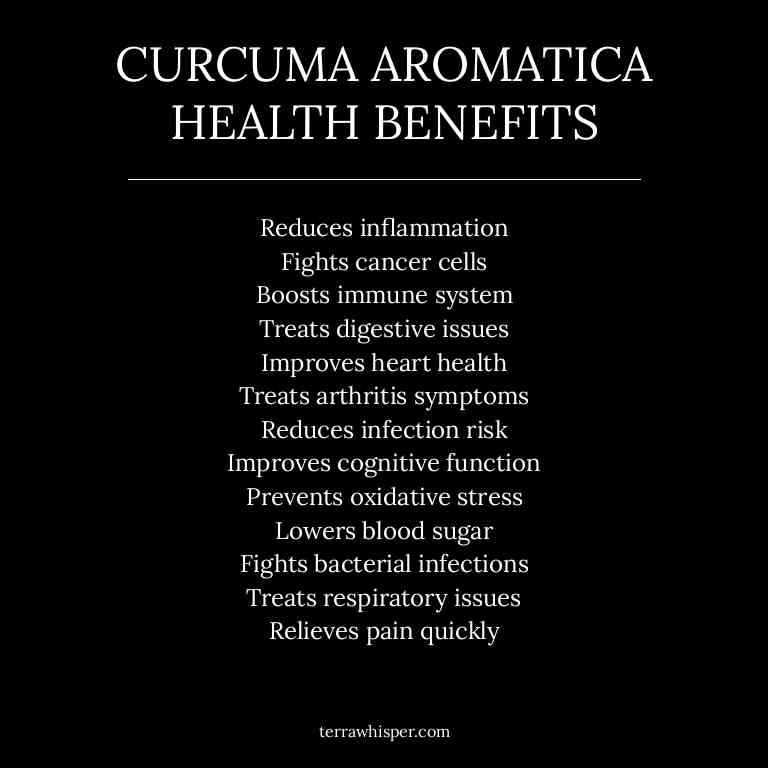 CURCUMA AROMATICA
HEALTH BENEFITS
Reduces inflammation
Fights cancer cells
Boosts immune system
Treats digestive issues
Improves heart health
Treats arthritis symptoms
Reduces infection risk
Improves cognitive function
Prevents oxidative stress
Lowers blood sugar
Fights bacterial infections
Treats respiratory issues
Relieves pain quickly
terrawhisper.com